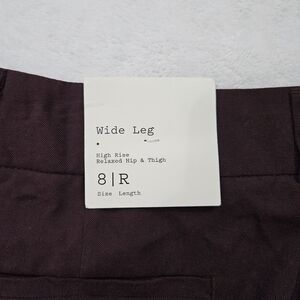 Wide Leg
High Rise
Relaxed Hip & Thigh
8|R
Size Length